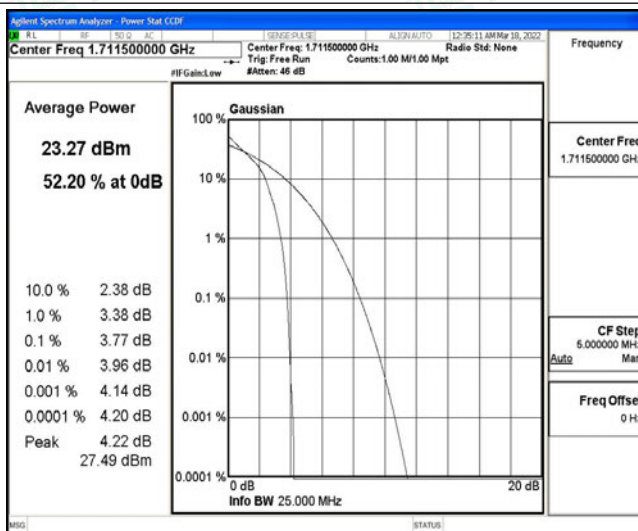 Agilent Spectrum Analyzer - Power Stat CCDF
RL RF 50 Ω AC SENSE:PULSE ALIGN AUTO 12:35:11 AM Mar 18, 2022
Center Freq 1.711500000 GHz
Center Freq: 1.711500000 GHz Radio Std: None
Trig: Free Run Counts:1.00 M/1.00 Mpt
#IFGain:Low #Atten: 46 dB
Frequency
Average Power
23.27 dBm
52.20 % at 0dB
10.0 % 2.38 dB
1.0 % 3.38 dB
0.1 % 3.77 dB
0.01 % 3.96 dB
0.001 % 4.14 dB
0.0001 % 4.20 dB
Peak 4.22 dB
27.49 dBm
Gaussian
100 %
10 %
1 %
0.1 %
0.01 %
0.001 %
0.0001 %
0 dB 20 dB
Info BW 25.000 MHz
Center Freq
1.711500000 GHz
CF Step
5.000000 MHz
Auto Man
Freq Offse
0 Hz
MSG STATUS